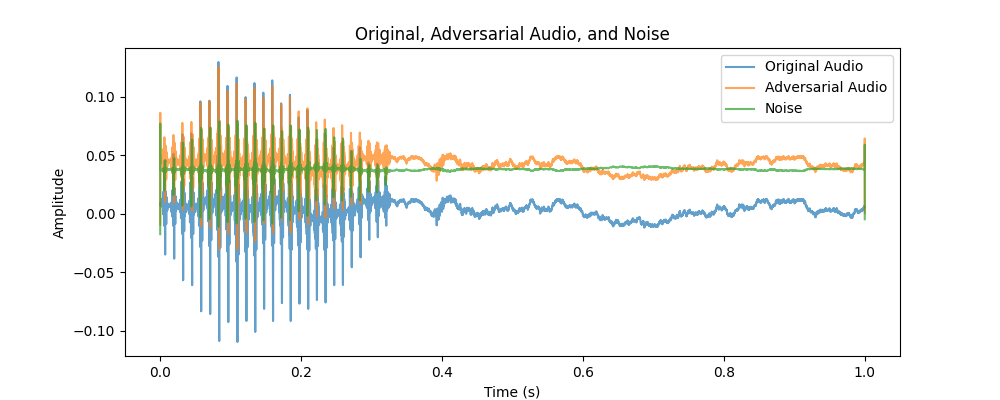 Original, Adversarial Audio, and Noise
Original Audio
Adversarial Audio
Noise
Amplitude
0.10
0.05
0.00
−0.05
−0.10
0.0 0.2 0.4 0.6 0.8 1.0
Time (s)